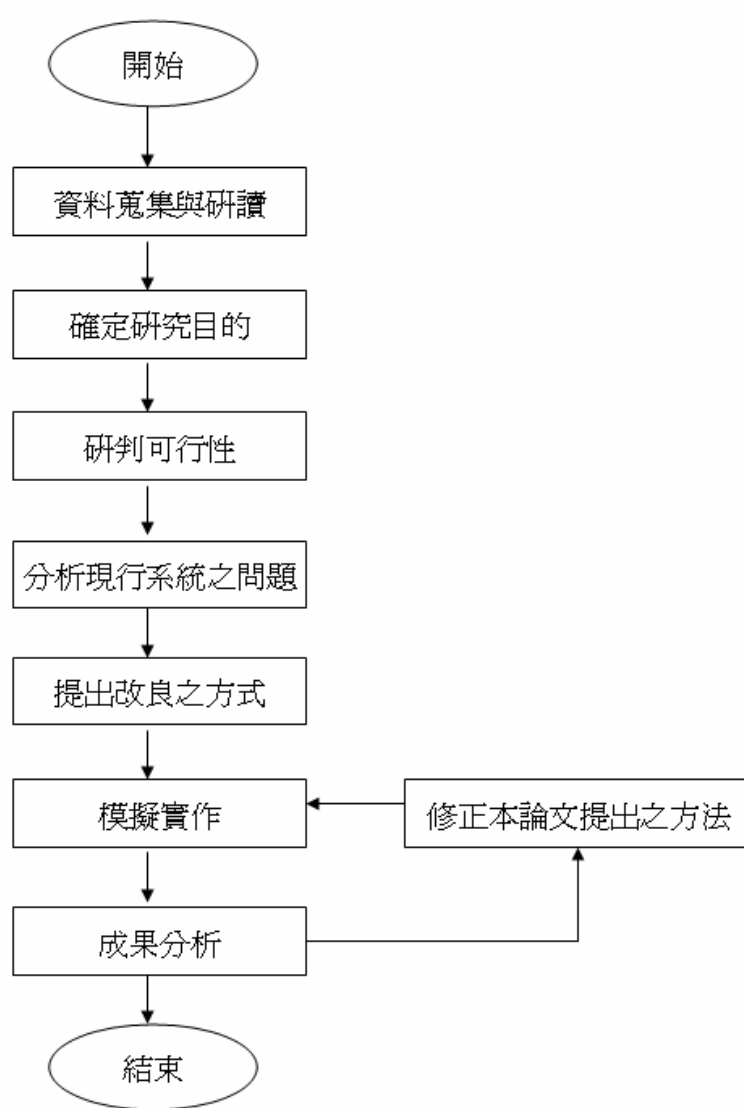 開始
資料蒐集與研讀
確定研究目的
研判可行性
分析現行系統之問題
提出改良之方式
模擬實作
修正本論文提出之方法
成果分析
結束